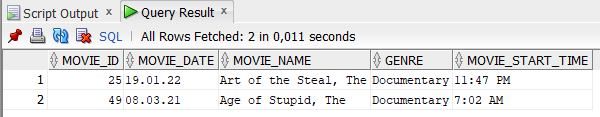 Script Output x Query Result x
SQL | All Rows Fetched: 2 in 0,011 seconds
MOVIE_ID MOVIE_DATE MOVIE_NAME GENRE MOVIE_START_TIME
1 25 19.01.22 Art of the Steal, The Documentary 11:47 PM
2 49 08.03.21 Age of Stupid, The Documentary 7:02 AM